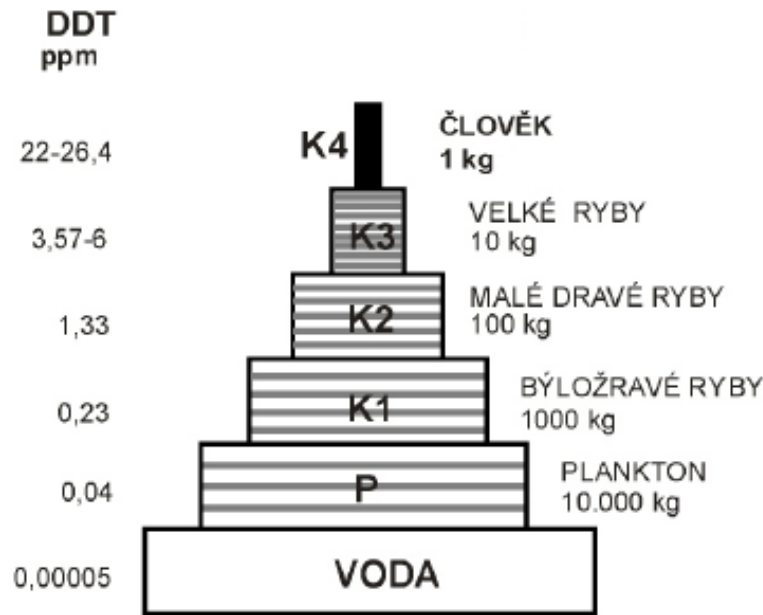 DDT
ppm
22-26,4
K4
ČLOVĚK
1 kg
3,57-6
K3
VELKÉ RYBY
10 kg
1,33
K2
MALÉ DRAVÉ RYBY
100 kg
0,23
K1
BÝLOŽRAVÉ RYBY
1000 kg
0,04
P
PLANKTON
10.000 kg
0,00005
VODA